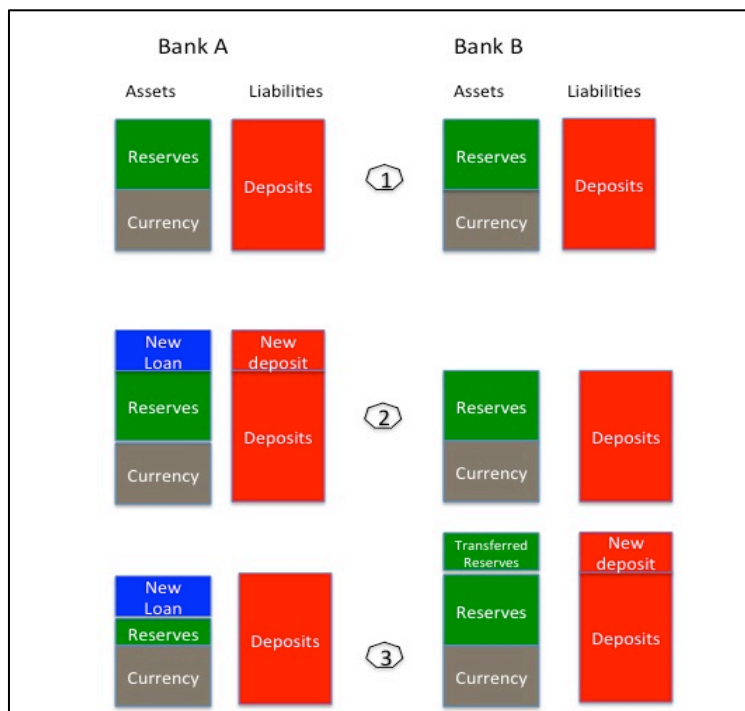 Bank A
Bank B
Assets
Liabilities
Assets
Liabilities
Reserves
Currency
Deposits
1
Reserves
Currency
Deposits
New
Loan
Reserves
Currency
New
deposit
Deposits
2
Reserves
Currency
Deposits
New
Loan
Reserves
Currency
Deposits
3
Transferred
Reserves
Reserves
Currency
New
deposit
Deposits